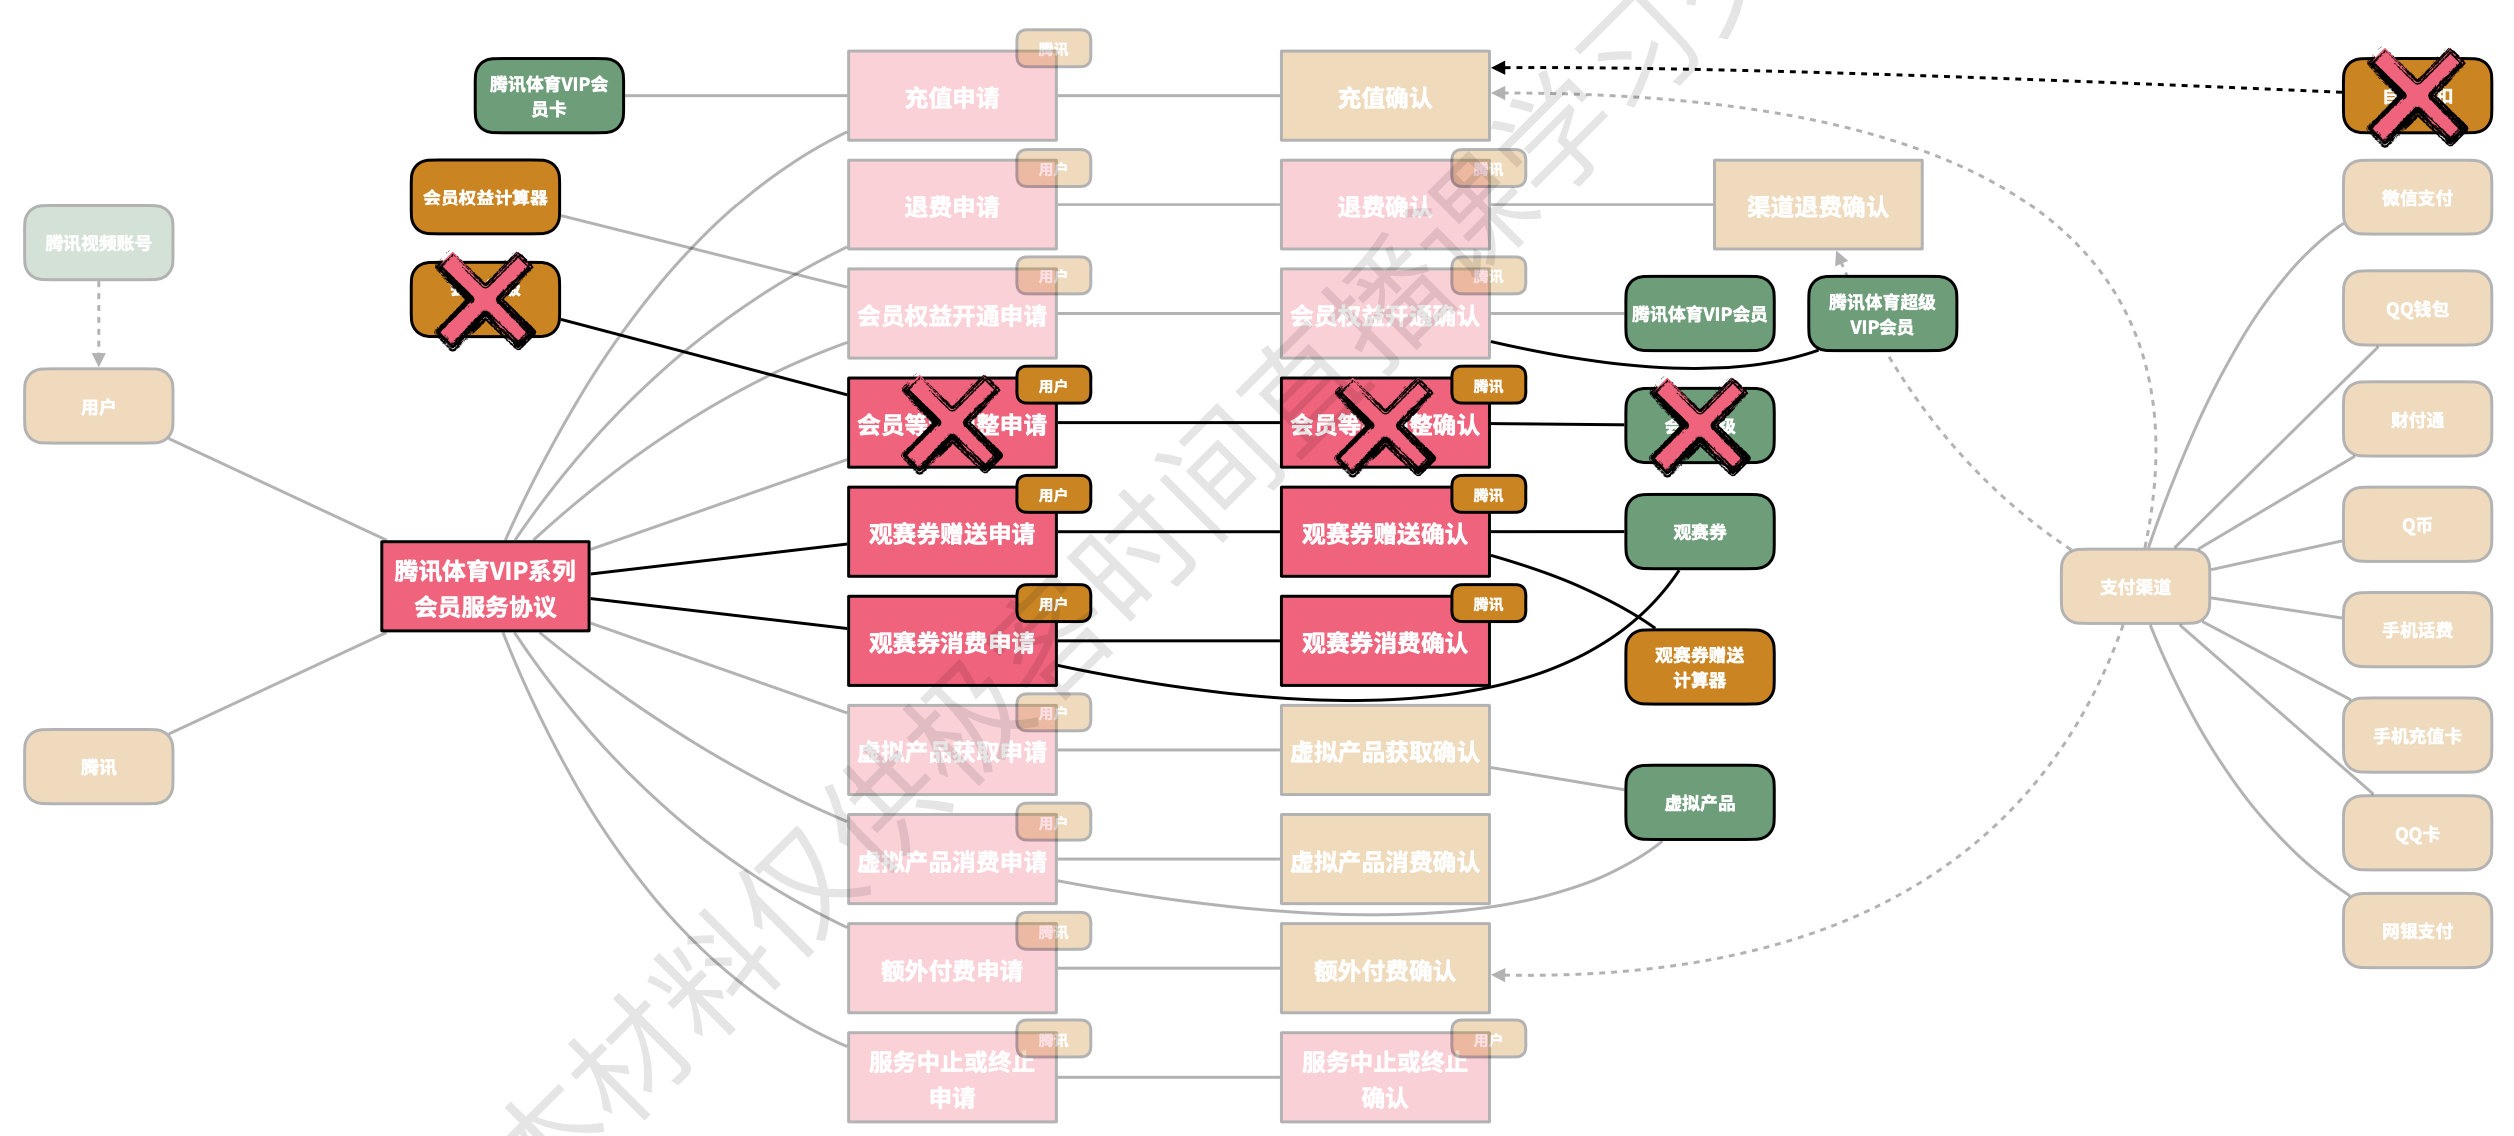 腾讯
充值申请
充值确认
腾讯体育VIP会
员卡
用户
退费申请
腾讯
退费确认
渠道退费确认
微信支付
会员权益计算器
腾讯视频账号
用户
会员权益开通申请
腾讯
会员权益开通确认
腾讯体育VIP会员
腾讯体育超级
VIP会员
QQ钱包
用户
用户
会员等
整申请
腾讯
会员等
整确认
财付通
用户
观赛券赠送申请
腾讯
观赛券赠送确认
观赛券
Q币
腾讯体育VIP系列
会员服务协议
支付渠道
用户
观赛券消费申请
腾讯
观赛券消费确认
观赛券赠送
计算器
手机话费
用户
虚拟产品获取申请
虚拟产品获取确认
手机充值卡
腾讯
虚拟产品
用户
虚拟产品消费申请
虚拟产品消费确认
QQ卡
腾讯
额外付费申请
额外付费确认
网银支付
腾讯
服务中止或终止
申请
用户
服务中止或终止
确认
材料仅供极客时间直播课学习